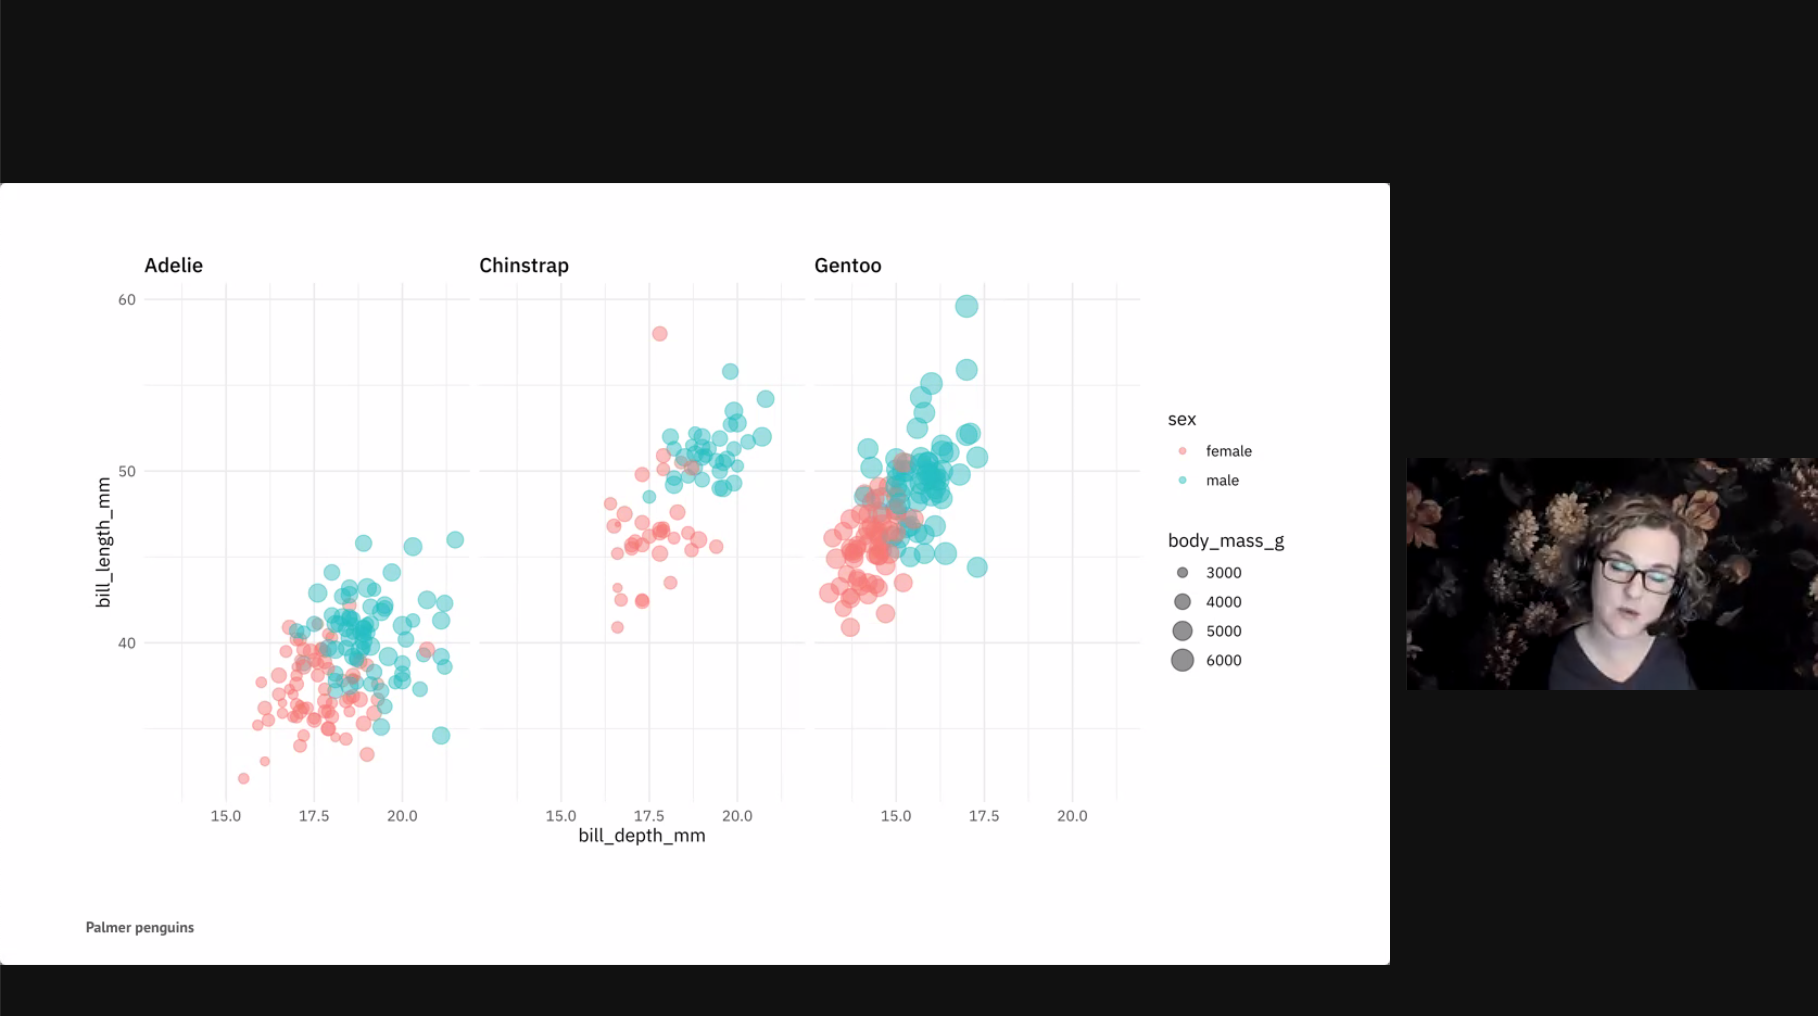 Adelie
Chinstrap
Gentoo
60
50
40
bill_length_mm
15.0 17.5 20.0
15.0 17.5 20.0
15.0 17.5 20.0
bill_depth_mm
sex
female
male
body_mass_g
3000
4000
5000
6000
Palmer penguins